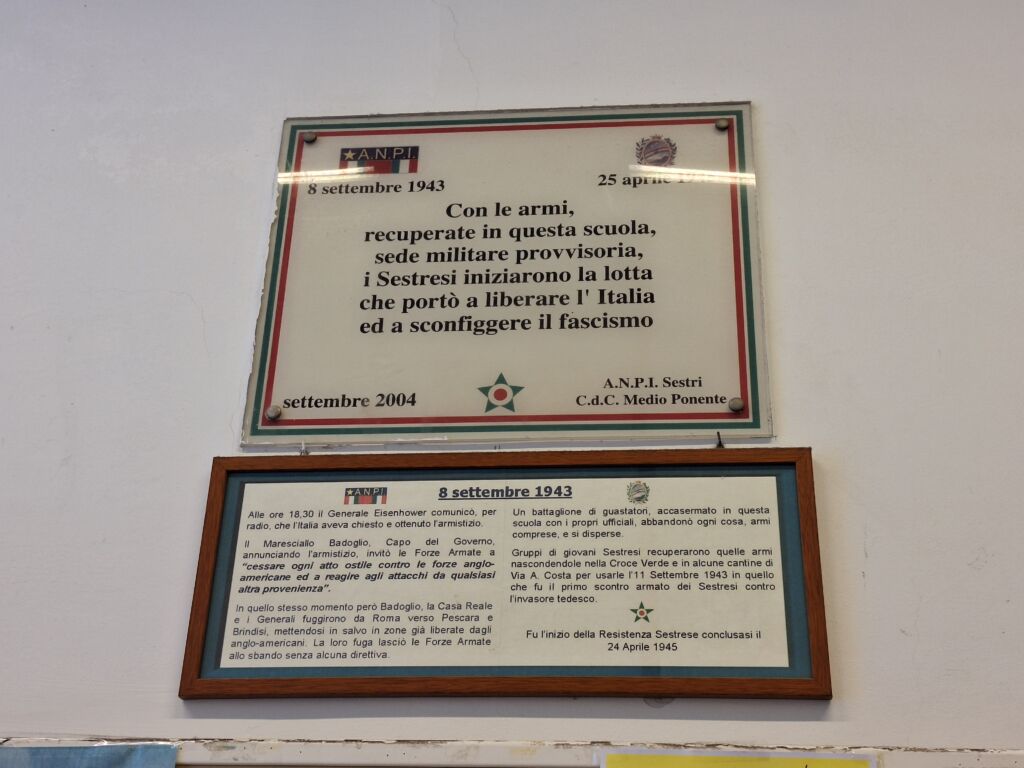 A.N.P.I.
8 settembre 1943
25 aprile
Con le armi,
recuperate in questa scuola,
sede militare provvisoria,
i Sestresi iniziarono la lotta
che portò a liberare l' Italia
ed a sconfiggere il fascismo
settembre 2004
A.N.P.I. Sestri
C.d.C. Medio Ponente
A.N.P.I.
8 settembre 1943
Alle ore 18,30 il Generale Eisenhower comunicò, per
radio, che l'Italia aveva chiesto e ottenuto l'armistizio.
Il Maresciallo Badoglio, Capo del Governo,
annunciando l'armistizio, invitò le Forze Armate a
"cessare ogni atto ostile contro le forze anglo-
americane ed a reagire agli attacchi da qualsiasi
altra provenienza".
In quello stesso momento però Badoglio, la Casa Reale
e i Generali fuggirono da Roma verso Pescara e
Brindisi, mettendosi in salvo in zone già liberate dagli
anglo-americani. La loro fuga lasciò le Forze Armate
allo sbando senza alcuna direttiva.
Un battaglione di guastatori, accasermato in questa
scuola con i propri ufficiali, abbandonò ogni cosa, armi
comprese, e si disperse.
Gruppi di giovani Sestresi recuperarono quelle armi
nascondendole nella Croce Verde e in alcune cantine di
Via A. Costa per usarle l'11 Settembre 1943 in quello
che fu il primo scontro armato dei Sestresi contro
l'invasore tedesco.
Fu l'inizio della Resistenza Sestrese conclusasi il
24 Aprile 1945